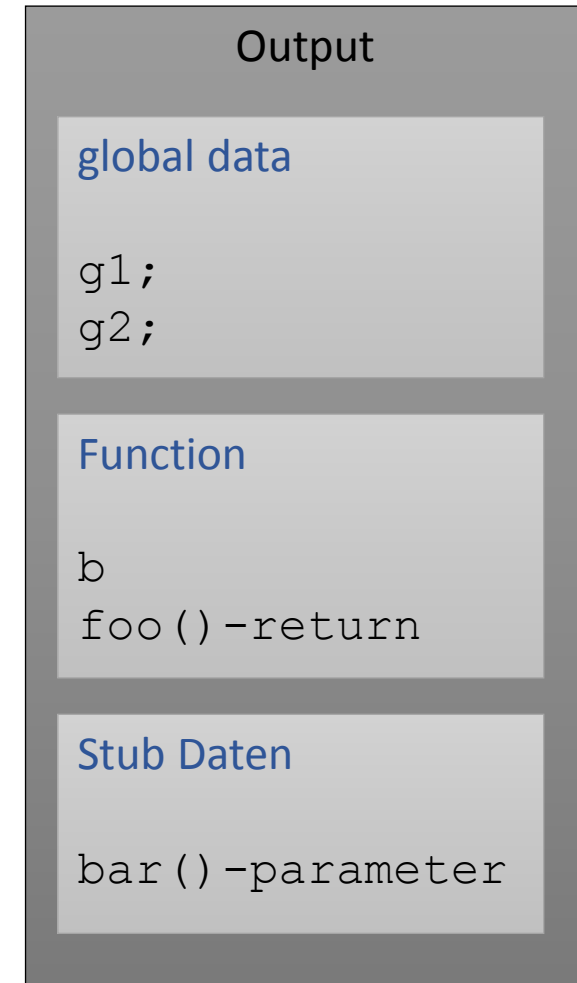 Output
global data
g1;
g2;
Function
b
foo()-return
Stub Daten
bar()-parameter